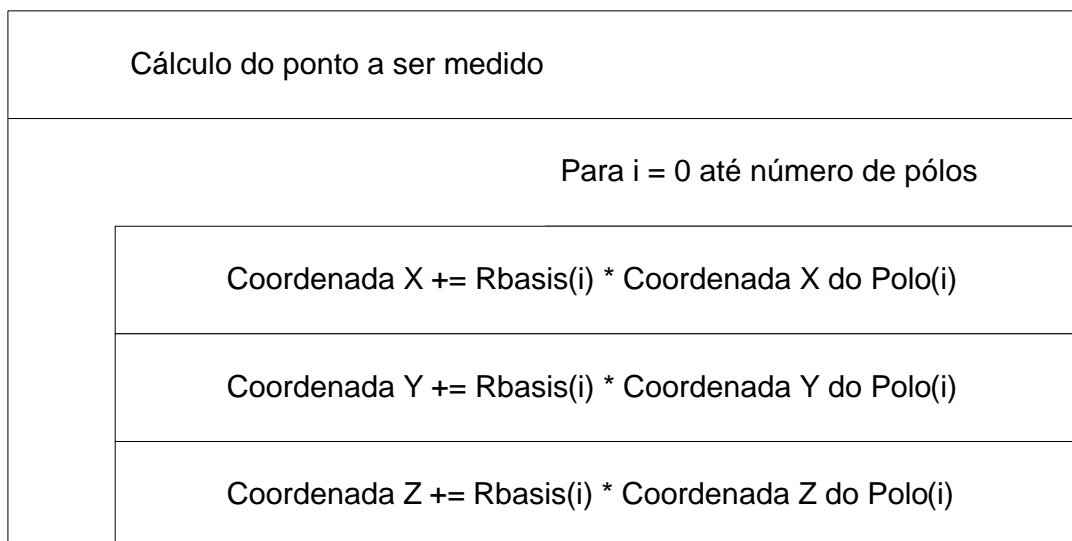 Cálculo do ponto a ser medido
Para i = 0 até número de pólos
Coordenada X += Rbasis(i) * Coordenada X do Polo(i)
Coordenada Y += Rbasis(i) * Coordenada Y do Polo(i)
Coordenada Z += Rbasis(i) * Coordenada Z do Polo(i)